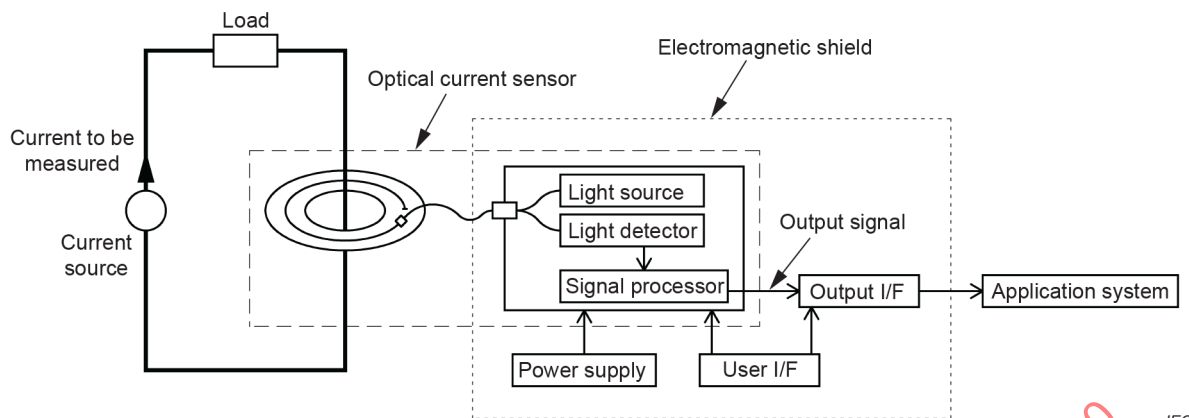 Load
Electromagnetic shield
Optical current sensor
Current to be
measured
Current
source
Light source
Light detector
Signal processor
Output signal
Output I/F
Application system
Power supply
User I/F